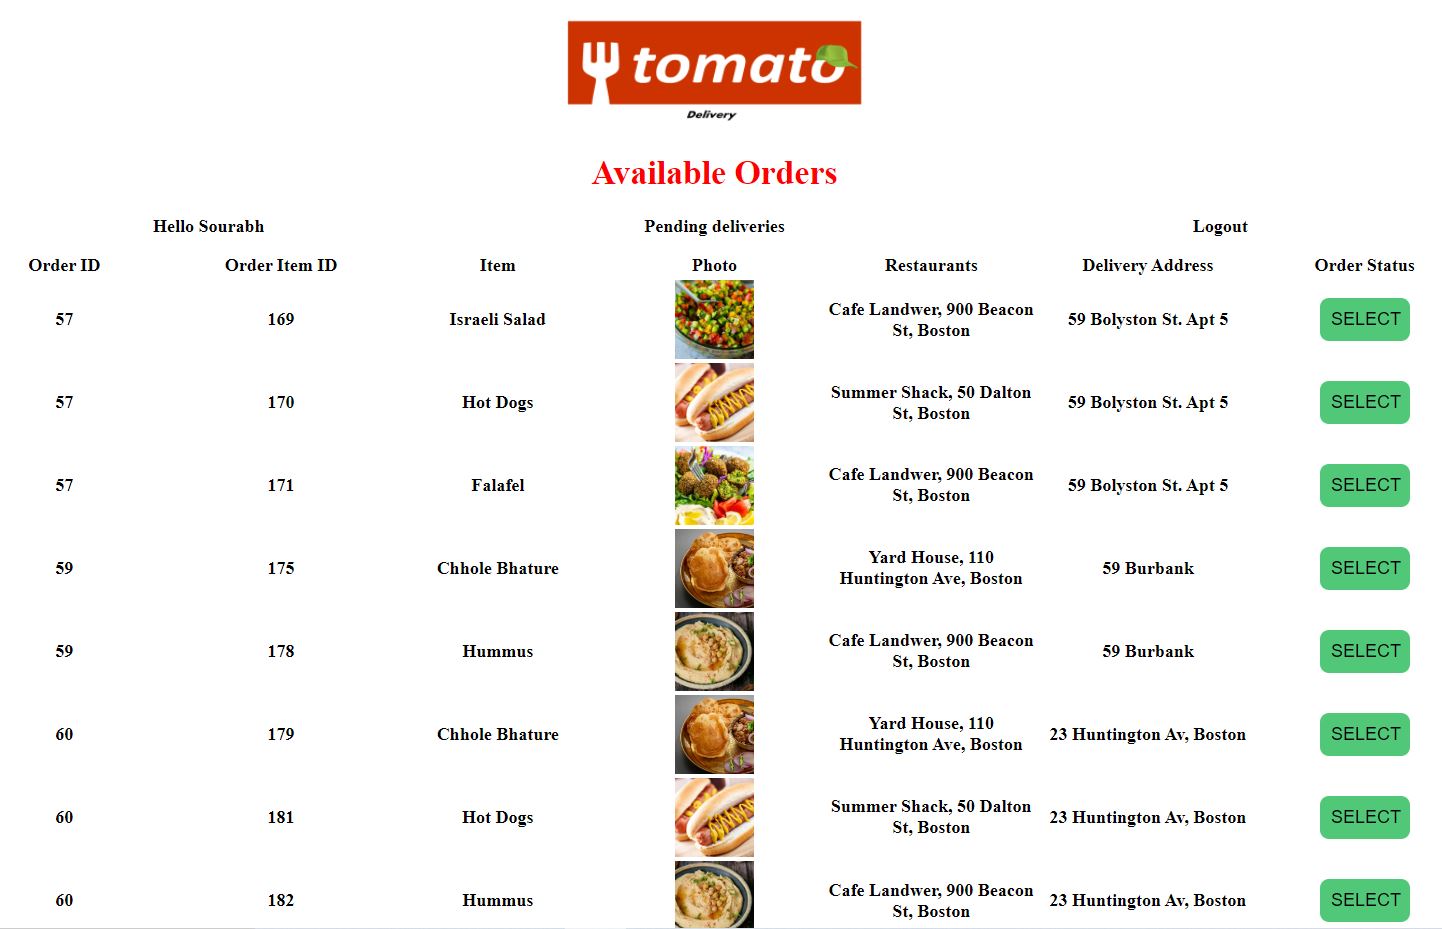 tomato
Delivery
Available Orders
Hello Sourabh Pending deliveries Logout
Order ID Order Item ID Item Photo Restaurants Delivery Address Order Status
57 169 Israeli Salad Cafe Landwer, 900 Beacon St, Boston 59 Bolyston St. Apt 5 SELECT
57 170 Hot Dogs Summer Shack, 50 Dalton St, Boston 59 Bolyston St. Apt 5 SELECT
57 171 Falafel Cafe Landwer, 900 Beacon St, Boston 59 Bolyston St. Apt 5 SELECT
59 175 Chhole Bhature Yard House, 110 Huntington Ave, Boston 59 Burbank SELECT
59 178 Hummus Cafe Landwer, 900 Beacon St, Boston 59 Burbank SELECT
60 179 Chhole Bhature Yard House, 110 Huntington Ave, Boston 23 Huntington Av, Boston SELECT
60 181 Hot Dogs Summer Shack, 50 Dalton St, Boston 23 Huntington Av, Boston SELECT
60 182 Hummus Cafe Landwer, 900 Beacon St, Boston 23 Huntington Av, Boston SELECT